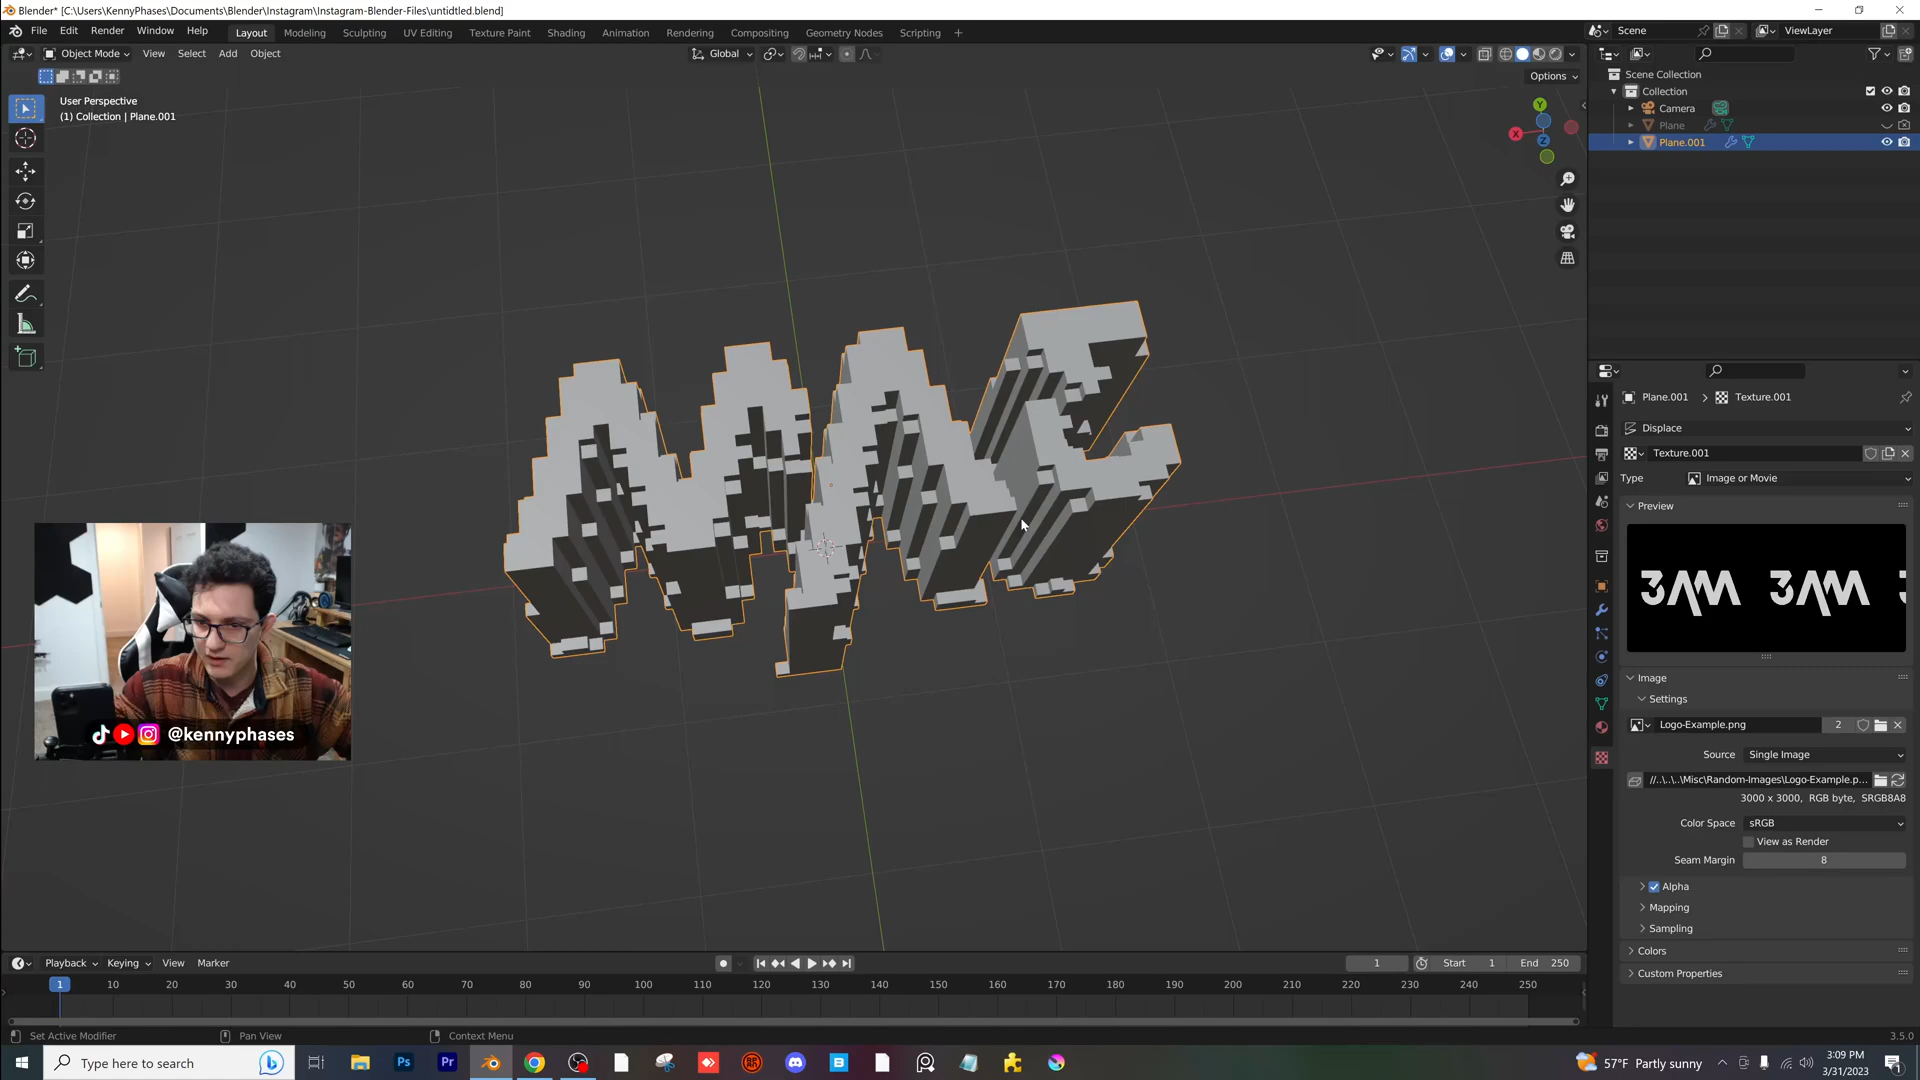 Blender* [C:\Users\KennyPhases\Documents\Blender\Instagram\Instagram-Blender-Files\untidtled.blend]
File Edit Render Window Help Layout Modeling Sculpting UV Editing Texture Paint Shading Animation Rendering Compositing Geometry Nodes Scripting + Scene ViewLayer
Object Mode View Select Add Object Global
Options
User Perspective
(1) Collection | Plane.001
Y
X
Z
Scene Collection
Collection
Camera
Plane
Plane.001
Plane.001 > Texture.001
Displace
Texture.001
Type Image or Movie
Preview
3AM 3AM
Image
Settings
Logo-Example.png 2
Source Single Image
//..\..\..\Misc\Random-Images\Logo-Example.p...
3000 x 3000, RGB byte, SRGB8A8
Color Space sRGB
View as Render
Seam Margin 8
Alpha
Mapping
Sampling
Colors
Custom Properties
@kennyphases
Playback Keying View Marker 1 Start 1 End 250
1 10 20 30 40 50 60 70 80 90 100 110 120 130 140 150 160 170 180 190 200 210 220 230 240 250
Set Active Modifier Pan View Context Menu 3.5.0
Type here to search Ps Pr 57°F Partly sunny 3:09 PM
3/31/2023 1